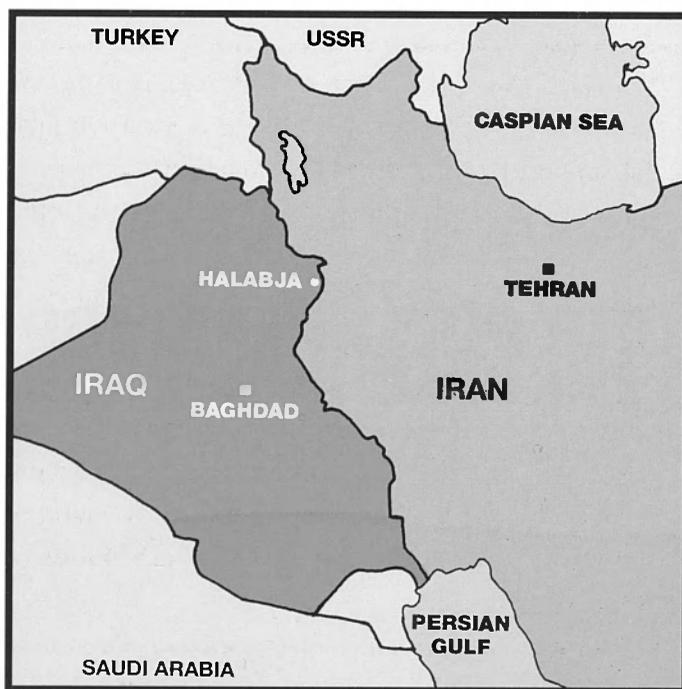 TURKEY
USSR
CASPIAN SEA
HALABJA
TEHRAN
IRAQ
IRAN
BAGHDAD
PERSIAN
GULF
SAUDI ARABIA